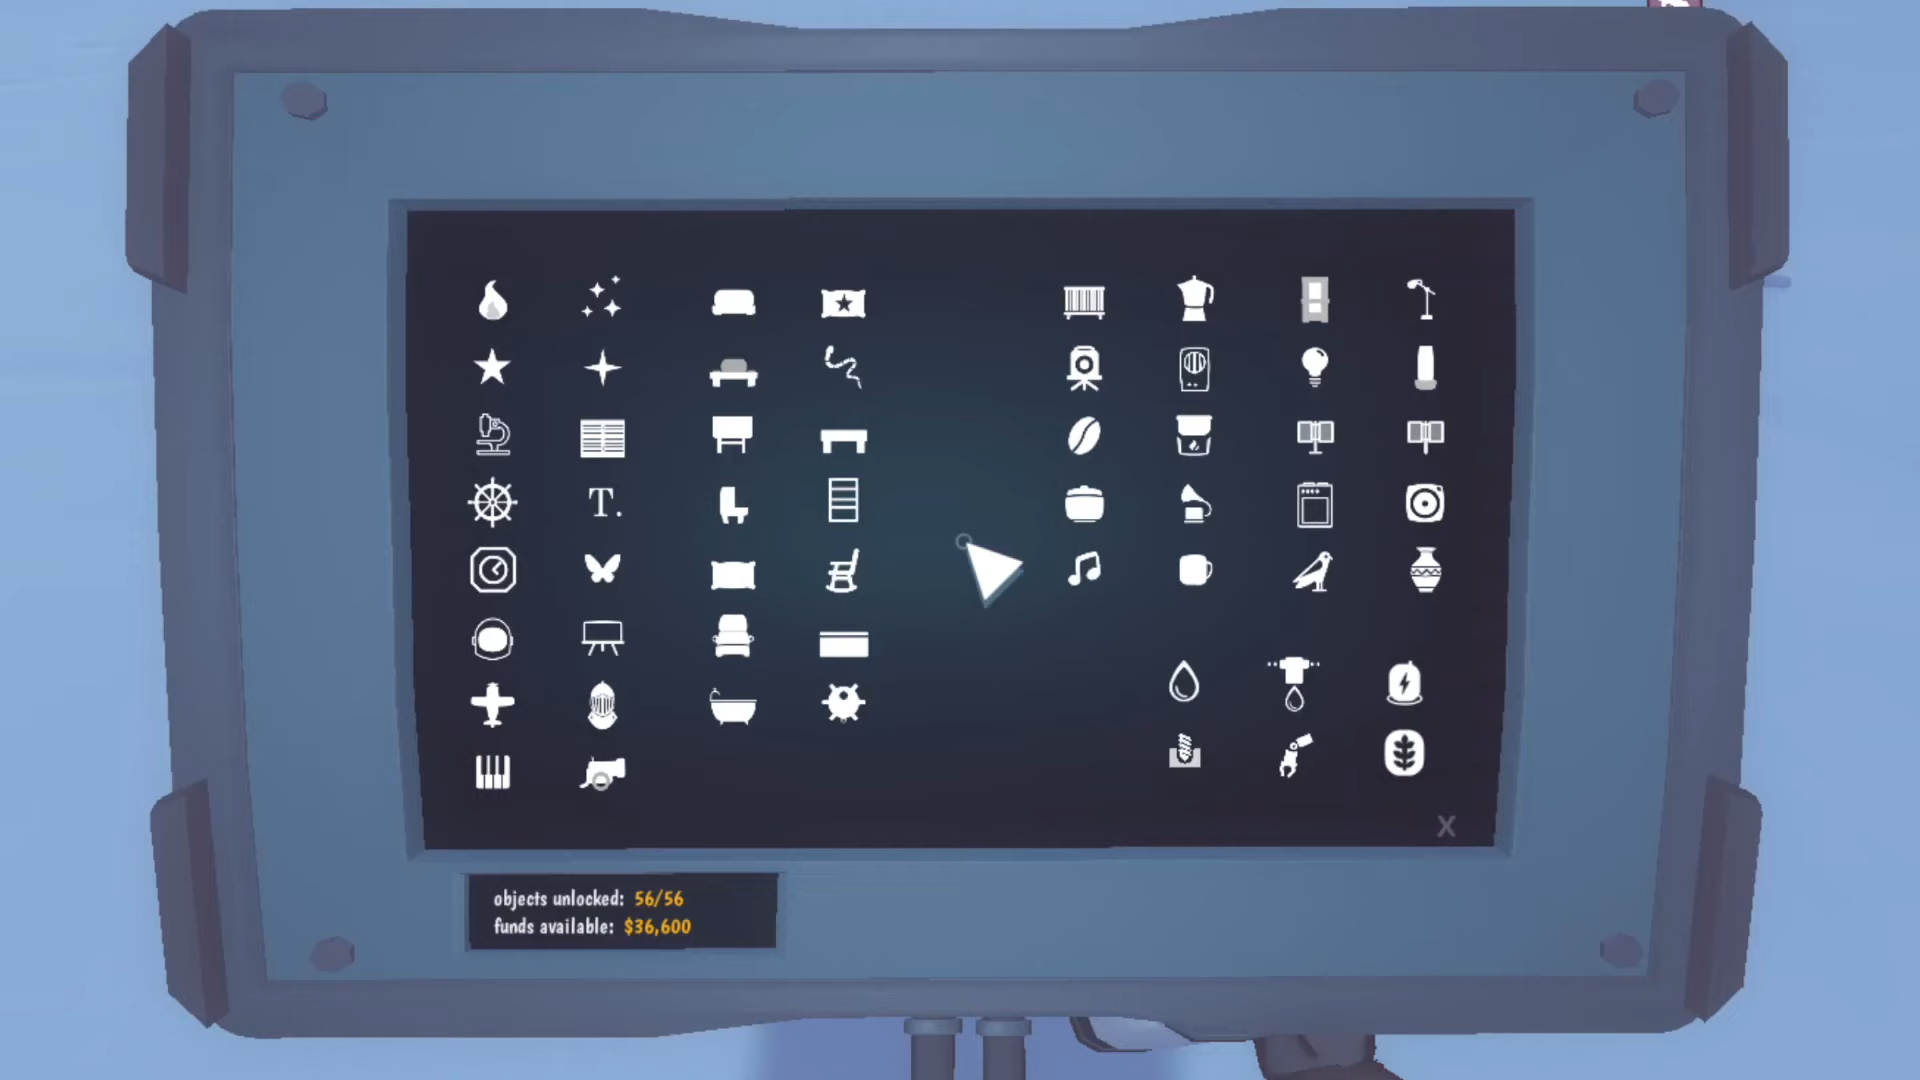 T.
X
objects unlocked: 56/56
funds available: $36,600